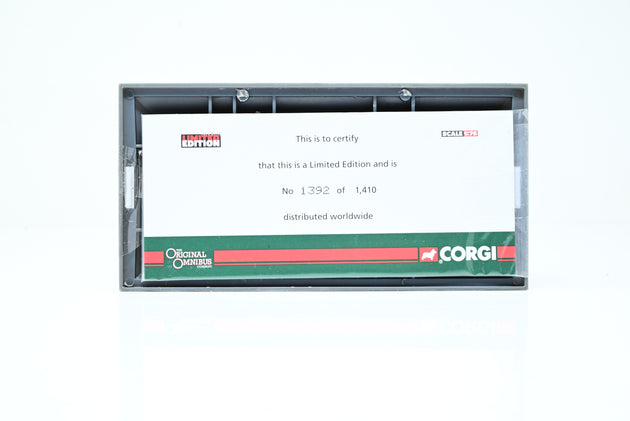 LIMITED
EDITION
SCALE 1:76
This is to certify
that this is a Limited Edition and is
No 1392 of 1,410
distributed worldwide
THE
ORIGINAL
OMNIBUS
COMPANY
CORGI